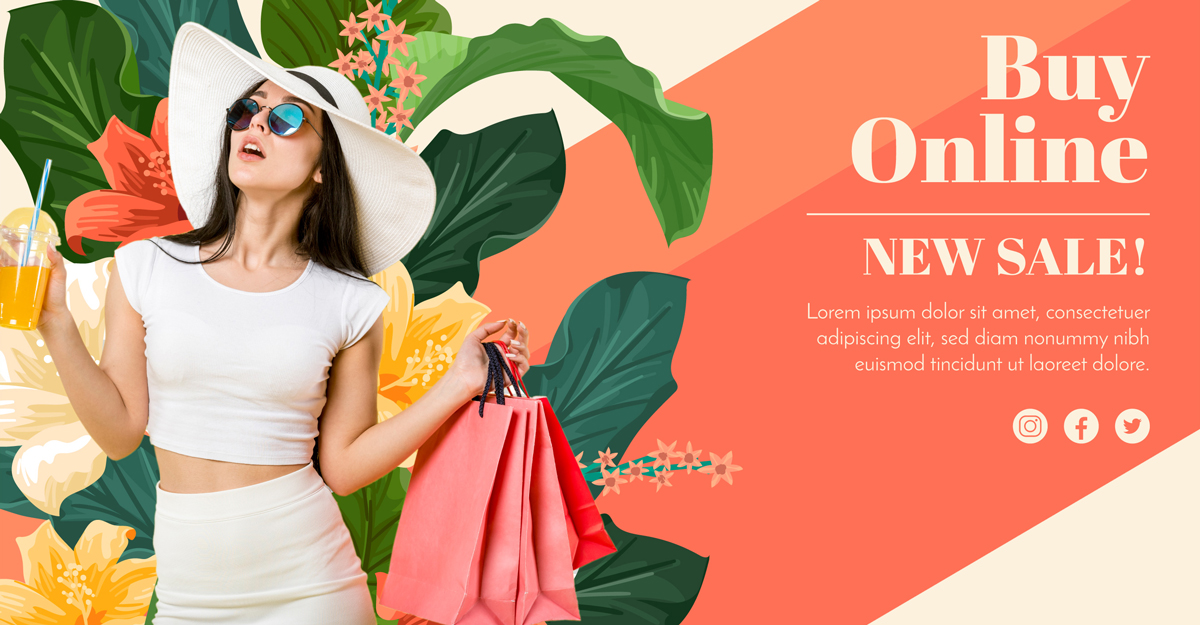 Buy
Online
NEW SALE!
Lorem ipsum dolor sit amet, consectetuer
adipiscing elit, sed diam nonummy nibh
euismod tincidunt ut laoreet dolore.